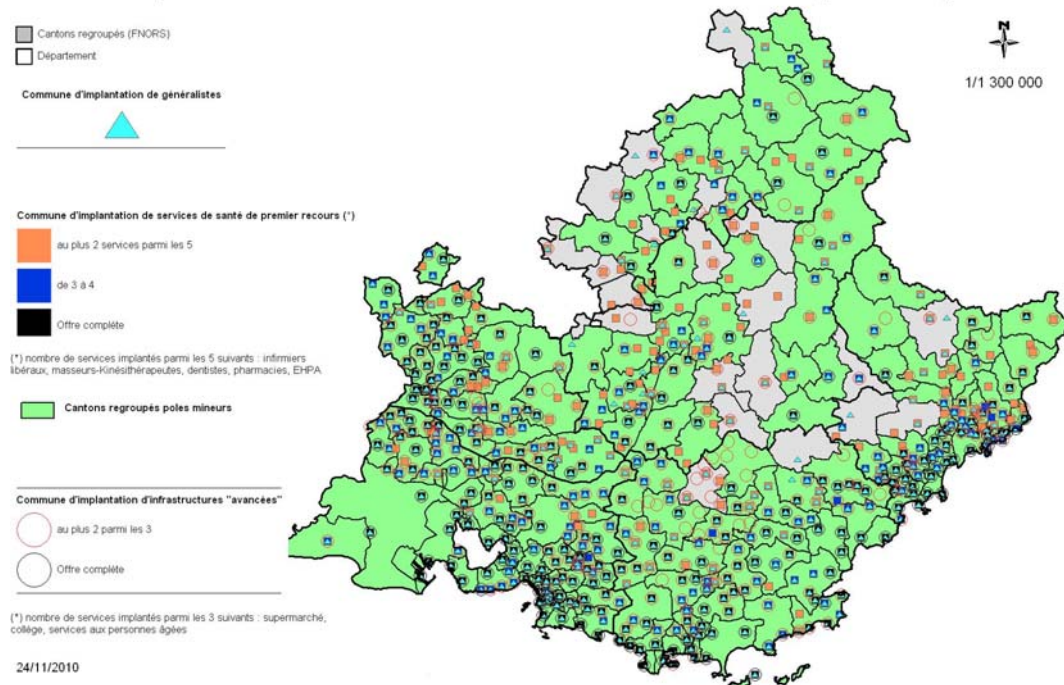 Cantons regroupés (FNORS)
Département
Commune d'implantation de généralistes
Commune d'implantation de services de santé de premier recours (*)
au plus 2 services parmi les 5
de 3 à 4
Offre complète
(*) nombre de services implantés parmi les 5 suivants : infirmiers
libéraux, masseurs-Kinésithérapeutes, dentistes, pharmacies, EHPA
Cantons regroupés poles mineurs
Commune d'implantation d'infrastructures "avancées"
au plus 2 parmi les 3
Offre complète
(*) nombre de services implantés parmi les 3 suivants : supermarché,
collège, services aux personnes âgées
24/11/2010
N
1/1 300 000